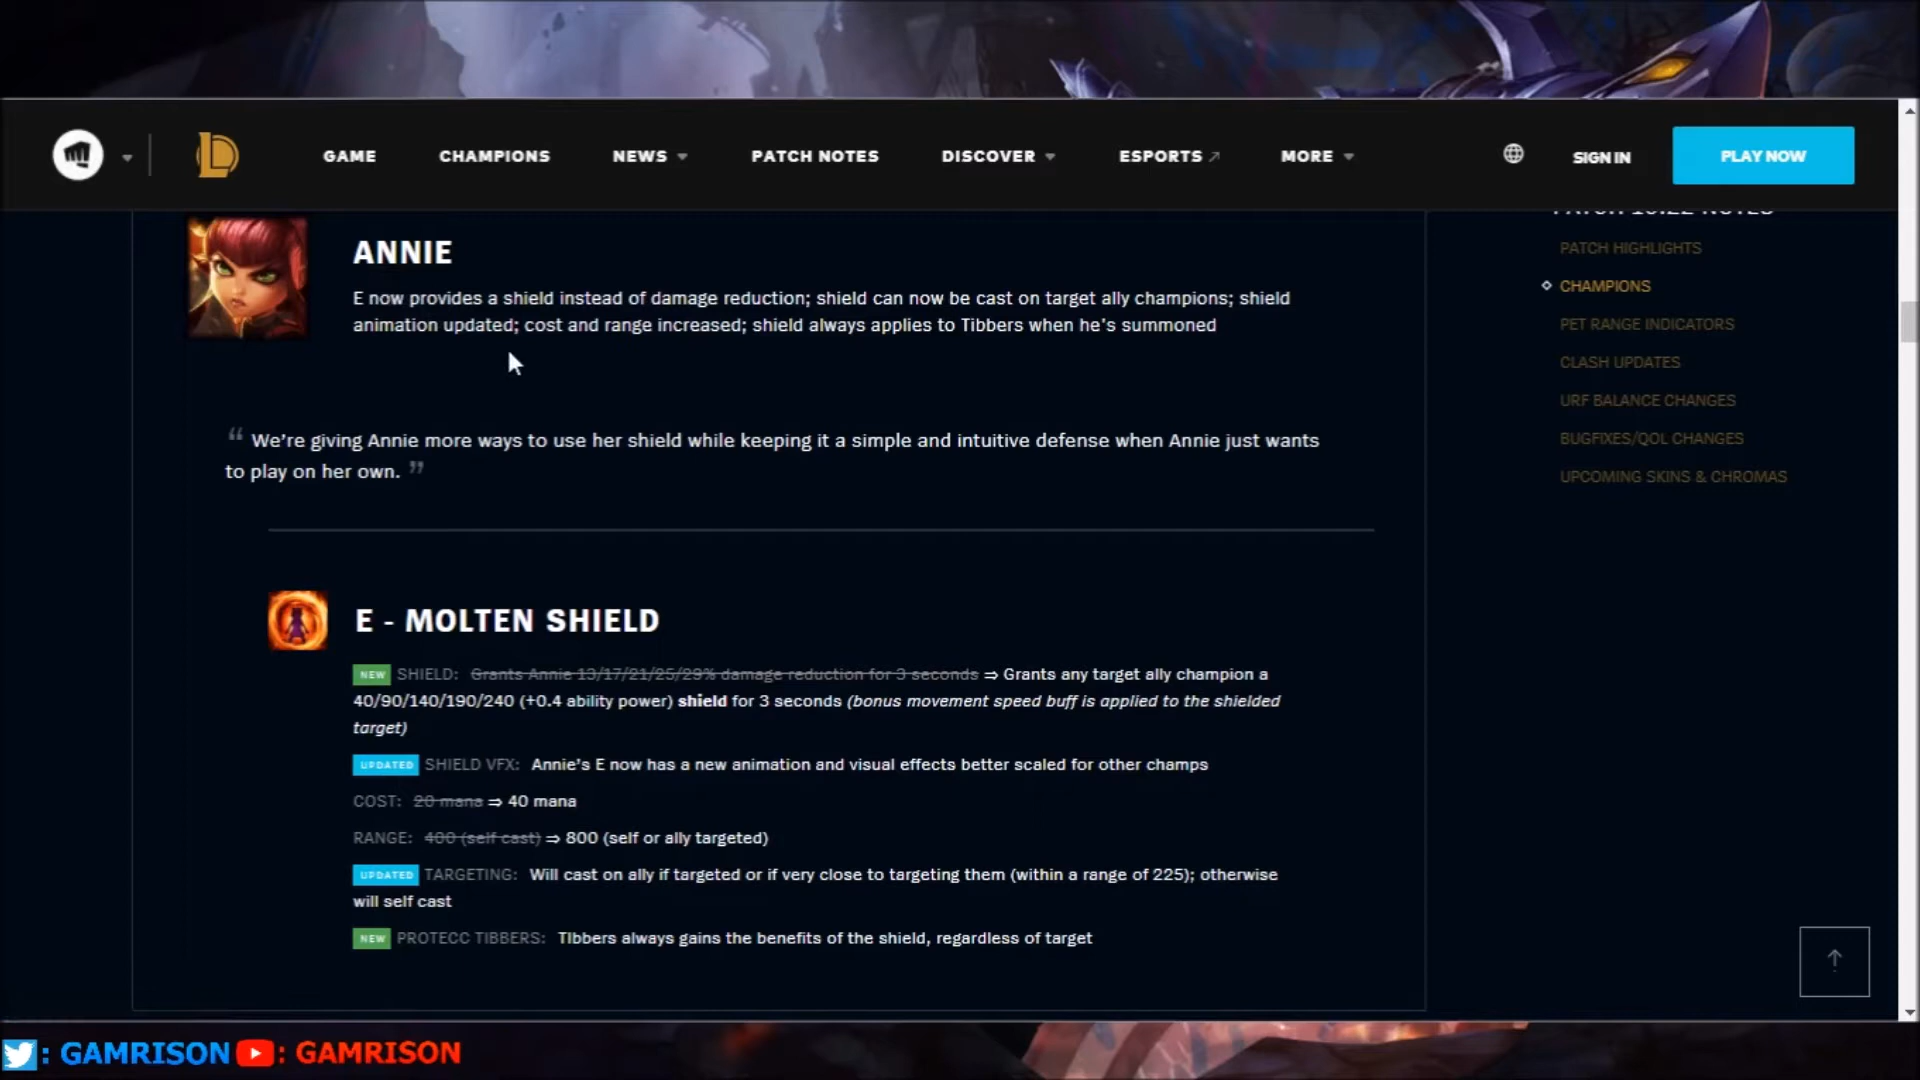 GAME CHAMPIONS NEWS PATCH NOTES DISCOVER ESPORTS MORE SIGN IN PLAY NOW
ANNIE
E now provides a shield instead of damage reduction; shield can now be cast on target ally champions; shield
animation updated; cost and range increased; shield always applies to Tibbers when he's summoned
“ We're giving Annie more ways to use her shield while keeping it a simple and intuitive defense when Annie just wants
to play on her own. ”
E - MOLTEN SHIELD
NEW SHIELD: Grants Annie 13/17/21/25/29% damage reduction for 3 seconds ⇒ Grants any target ally champion a
40/90/140/190/240 (+0.4 ability power) shield for 3 seconds (bonus movement speed buff is applied to the shielded
target)
UPDATED SHIELD VFX: Annie's E now has a new animation and visual effects better scaled for other champs
COST: 20 mana ⇒ 40 mana
RANGE: 400 (self cast) ⇒ 800 (self or ally targeted)
UPDATED TARGETING: Will cast on ally if targeted or if very close to targeting them (within a range of 225); otherwise
will self cast
NEW PROTECC TIBBERS: TIbbers always gains the benefits of the shield, regardless of target
PATCH HIGHLIGHTS
CHAMPIONS
PET RANGE INDICATORS
CLASH UPDATES
URF BALANCE CHANGES
BUGFIXES/QOL CHANGES
UPCOMING SKINS & CHROMAS
: GAMRISON : GAMRISON